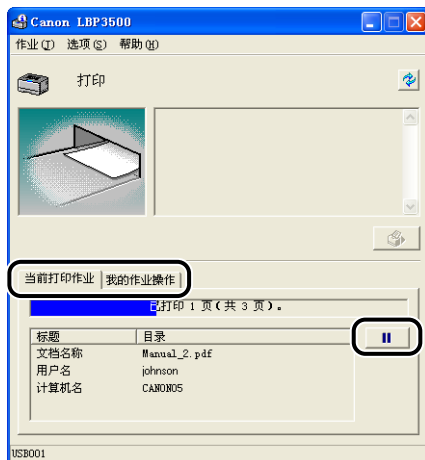 Canon LBP3500
作业(J) 选项(S) 帮助(H)
打印
当前打印作业 我的作业操作
已打印 1 页(共 3 页)。
标题 目录
文档名称 Manual_2.pdf
用户名 johnson
计算机名 CANON05
USB001